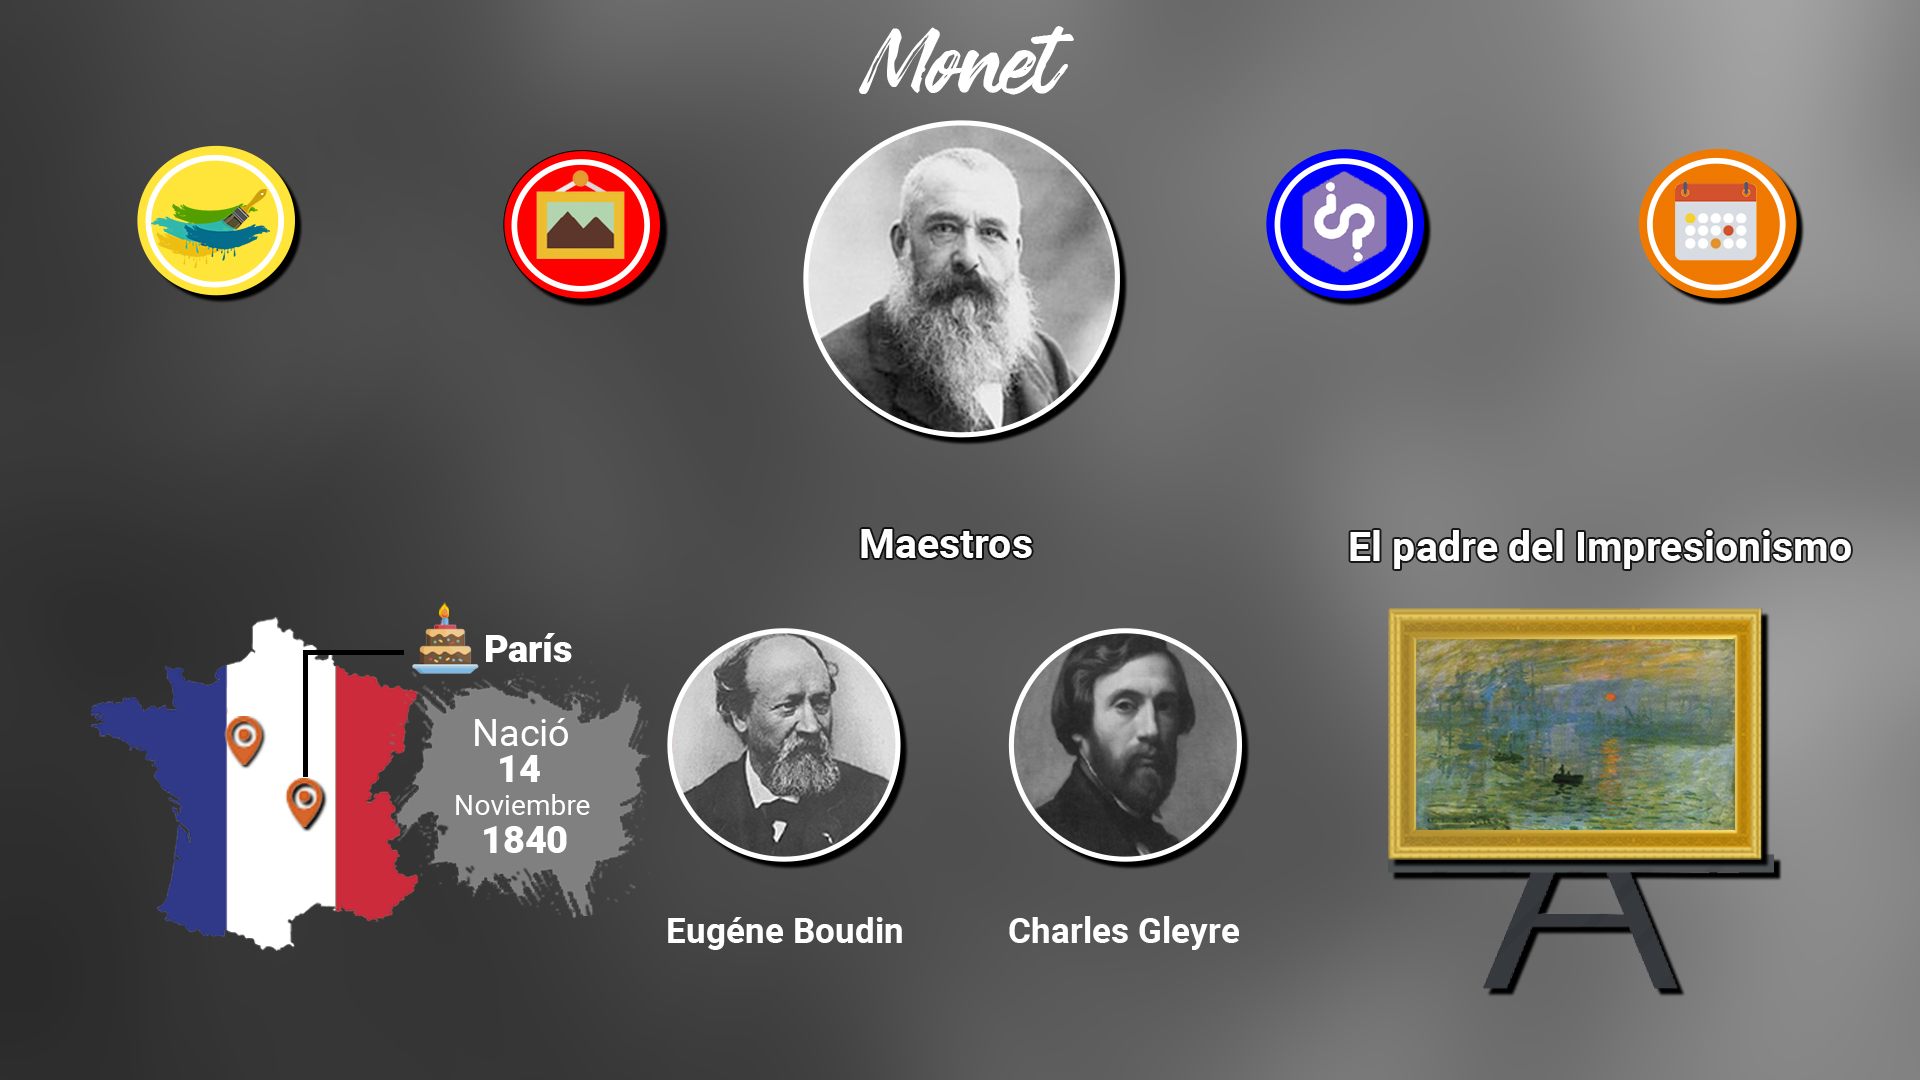 Monet
Maestros
El padre del Impresionismo
París
Nació
14
Noviembre
1840
Eugéne Boudin
Charles Gleyre